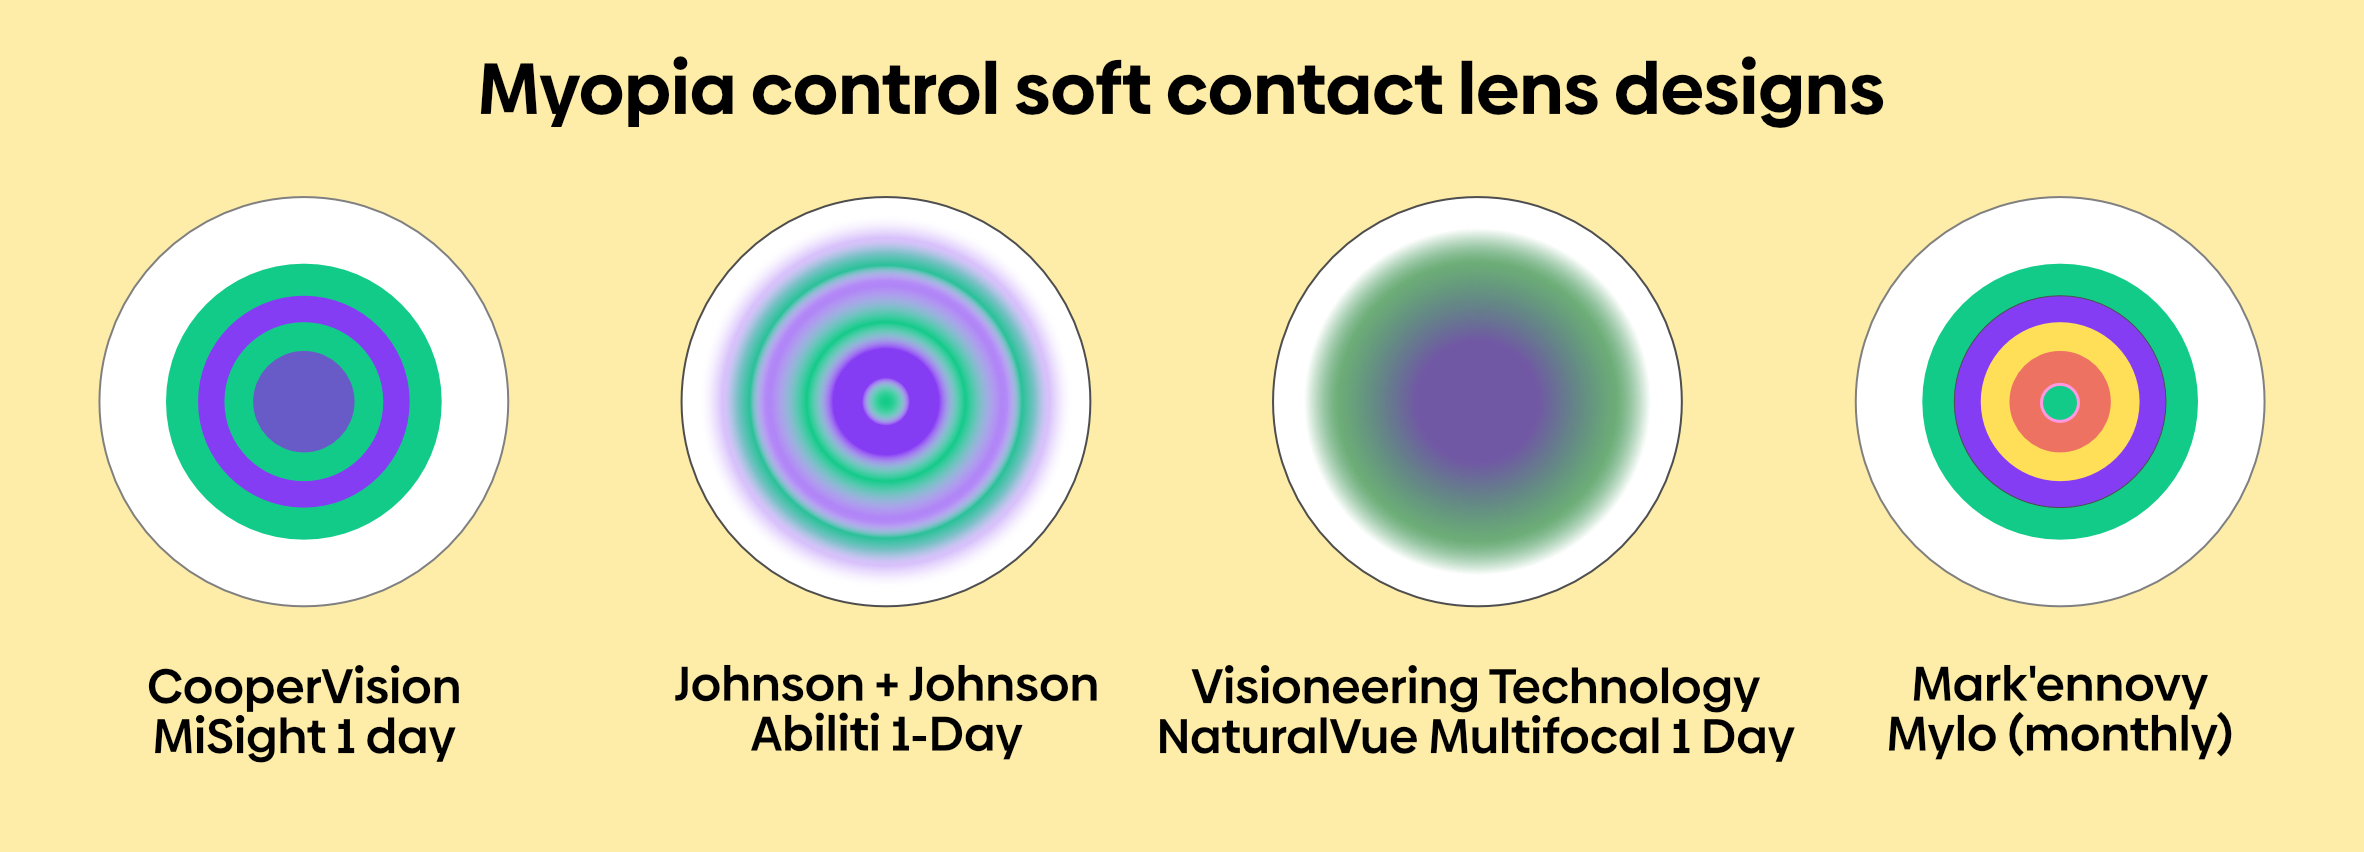 Myopia control soft contact lens designs
CooperVision
MiSight 1 day
Johnson + Johnson
Abiliti 1-Day
Visioneering Technology
NaturalVue Multifocal 1 Day
Mark'ennovy
Mylo (monthly)